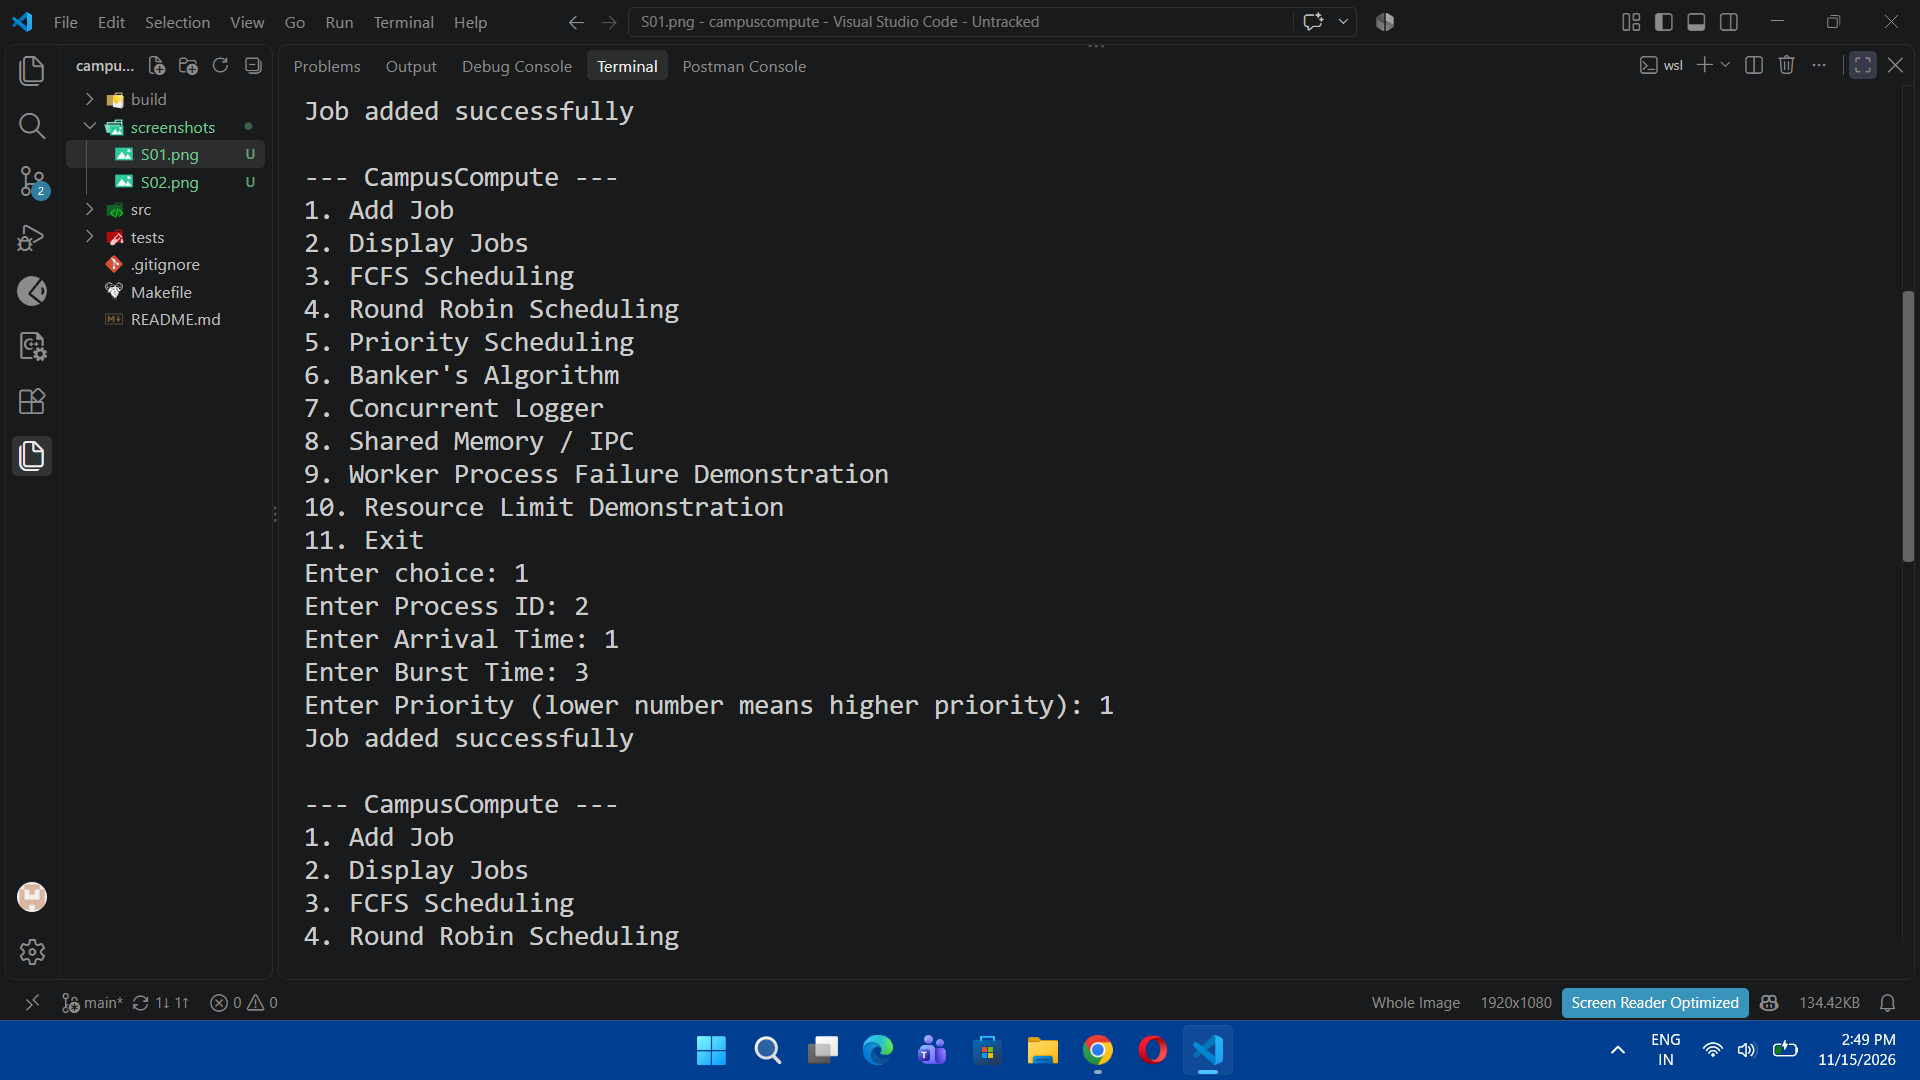 File Edit Selection View Go Run Terminal Help
S01.png - campuscompute - Visual Studio Code - Untracked
campu...
build
screenshots
S01.png U
S02.png U
src
tests
.gitignore
Makefile
README.md
2
Problems Output Debug Console Terminal Postman Console
wsl
Job added successfully
--- CampusCompute ---
1. Add Job
2. Display Jobs
3. FCFS Scheduling
4. Round Robin Scheduling
5. Priority Scheduling
6. Banker's Algorithm
7. Concurrent Logger
8. Shared Memory / IPC
9. Worker Process Failure Demonstration
10. Resource Limit Demonstration
11. Exit
Enter choice: 1
Enter Process ID: 2
Enter Arrival Time: 1
Enter Burst Time: 3
Enter Priority (lower number means higher priority): 1
Job added successfully
--- CampusCompute ---
1. Add Job
2. Display Jobs
3. FCFS Scheduling
4. Round Robin Scheduling
main* 1↓ 1↑ 0 0
Whole Image 1920x1080 Screen Reader Optimized 134.42KB
ENG
IN
2:49 PM
11/15/2026